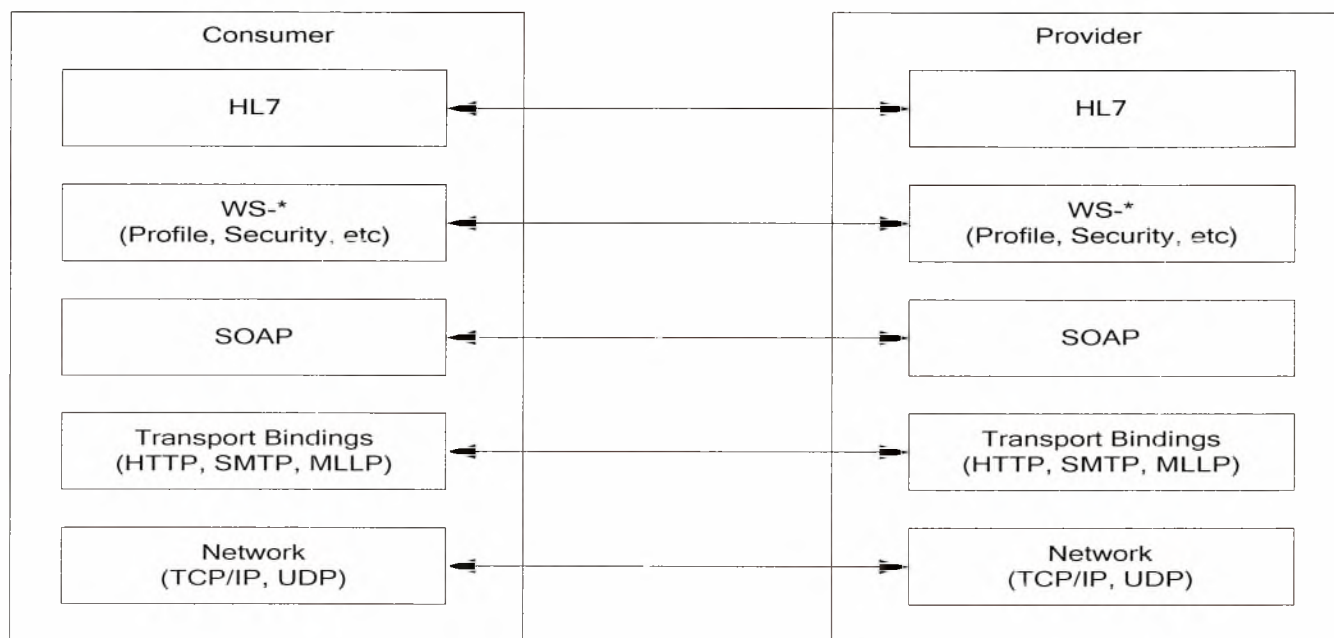 Consumer
HL7
WS-*
(Profile, Security, etc)
SOAP
Transport Bindings
(HTTP, SMTP, MLLP)
Network
(TCP/IP, UDP)
Provider
HL7
WS-*
(Profile, Security, etc)
SOAP
Transport Bindings
(HTTP, SMTP, MLLP)
Network
(TCP/IP, UDP)